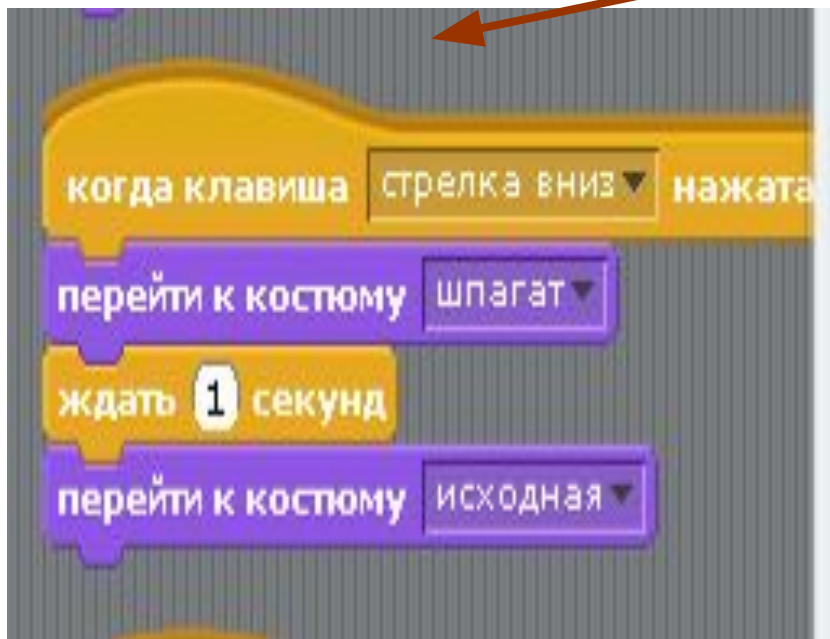 когда клавиша стрелка вниз нажата
перейти к костюму шпагат
ждать 1 секунд
перейти к костюму исходная